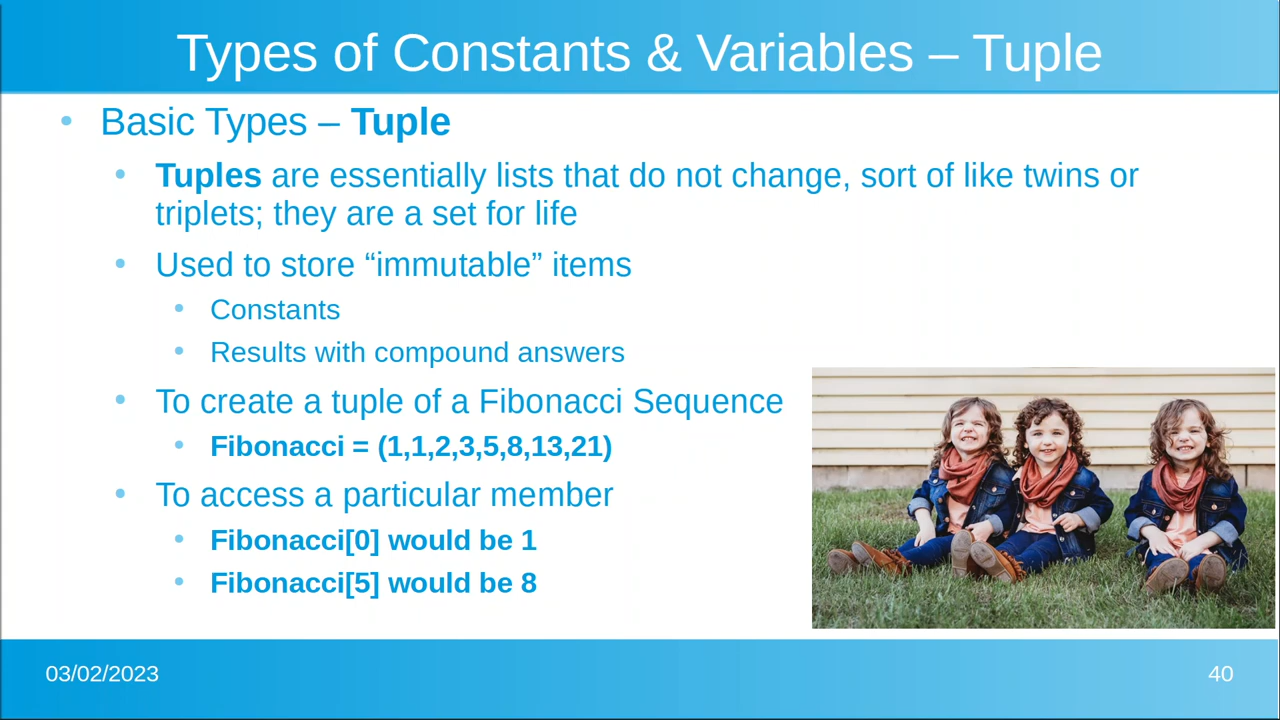 Types of Constants & Variables – Tuple
• Basic Types – Tuple
• Tuples are essentially lists that do not change, sort of like twins or
triplets; they are a set for life
• Used to store “immutable” items
• Constants
• Results with compound answers
• To create a tuple of a Fibonacci Sequence
• Fibonacci = (1,1,2,3,5,8,13,21)
• To access a particular member
• Fibonacci[0] would be 1
• Fibonacci[5] would be 8
03/02/2023
40